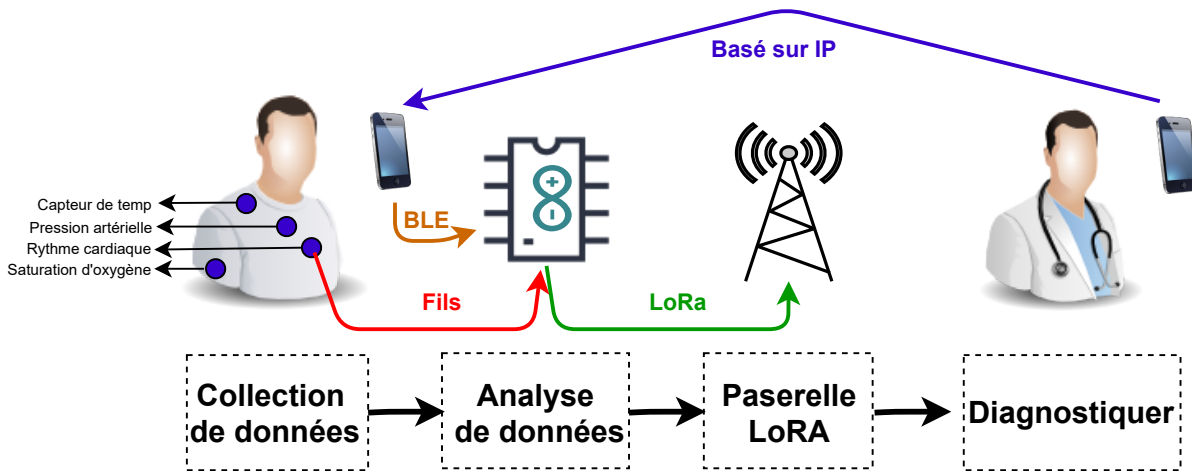 Basé sur IP
Capteur de temp
Pression artérielle
Rythme cardiaque
Saturation d'oxygène
BLE
Fils
LoRa
Collection
de données
Analyse
de données
Paserelle
LoRA
Diagnostiquer